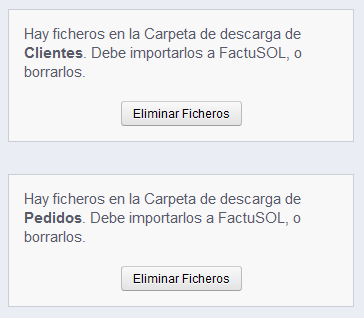 Hay ficheros en la Carpeta de descarga de
Clientes. Debe importarlos a FactuSOL, o
borrarlos.
Eliminar Ficheros
Hay ficheros en la Carpeta de descarga de
Pedidos. Debe importarlos a FactuSOL, o
borrarlos.
Eliminar Ficheros